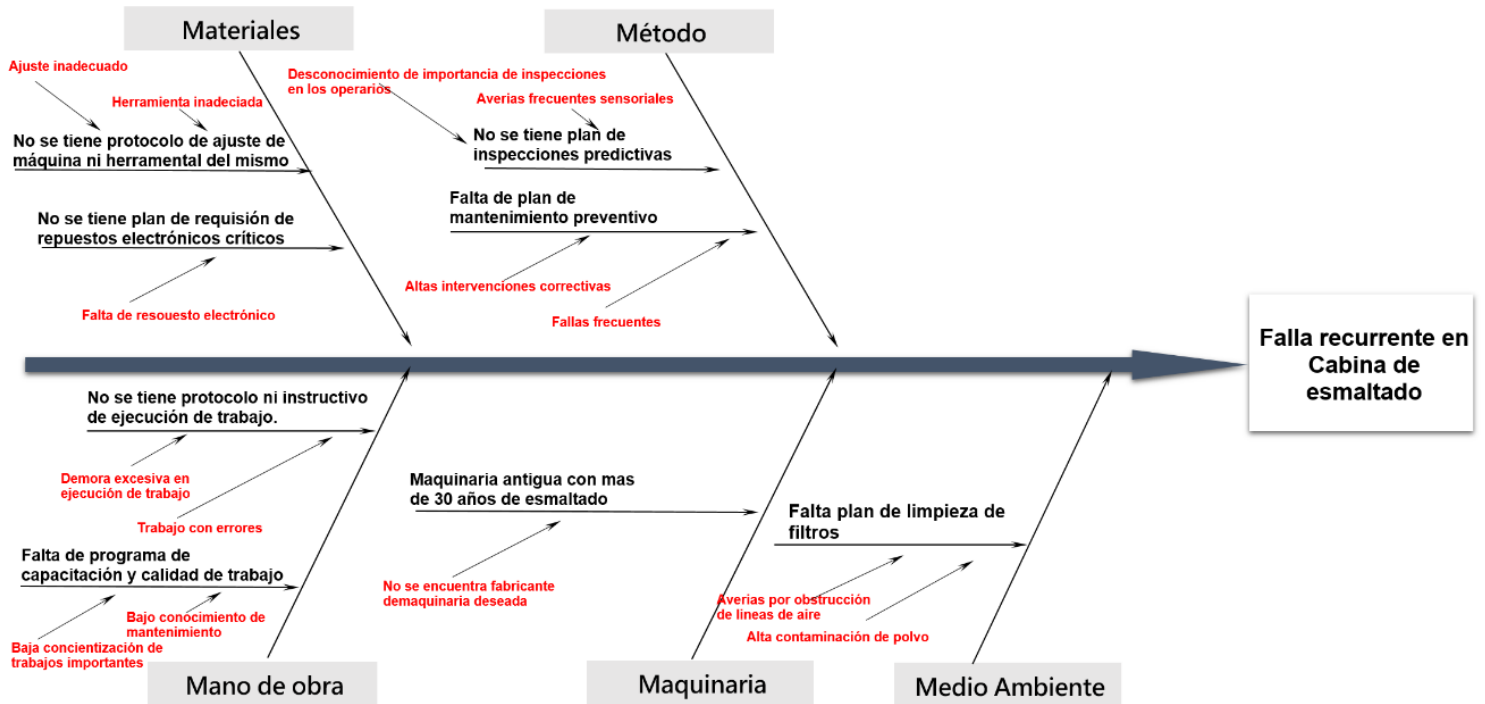 Materiales
Método
Ajuste inadecuado
Herramienta inadeciada
No se tiene protocolo de ajuste de
máquina ni herramental del mismo
No se tiene plan de requisión de
repuestos electrónicos críticos
Falta de resouesto electrónico
Desconocimiento de importancia de inspecciones
en los operarios
Averias frecuentes sensoriales
No se tiene plan de
inspecciones predictivas
Falta de plan de
mantenimiento preventivo
Altas intervenciones correctivas
Fallas frecuentes
Falla recurrente en
Cabina de
esmaltado
No se tiene protocolo ni instructivo
de ejecución de trabajo.
Demora excesiva en
ejecución de trabajo
Trabajo con errores
Falta de programa de
capacitación y calidad de trabajo
Bajo conocimiento de
mantenimiento
Baja concientización de
trabajos importantes
Maquinaria antigua con mas
de 30 años de esmaltado
No se encuentra fabricante
demaquinaria deseada
Falta plan de limpieza de
filtros
Averías por obstrucción
de lineas de aire
Alta contaminación de polvo
Mano de obra
Maquinaria
Medio Ambiente